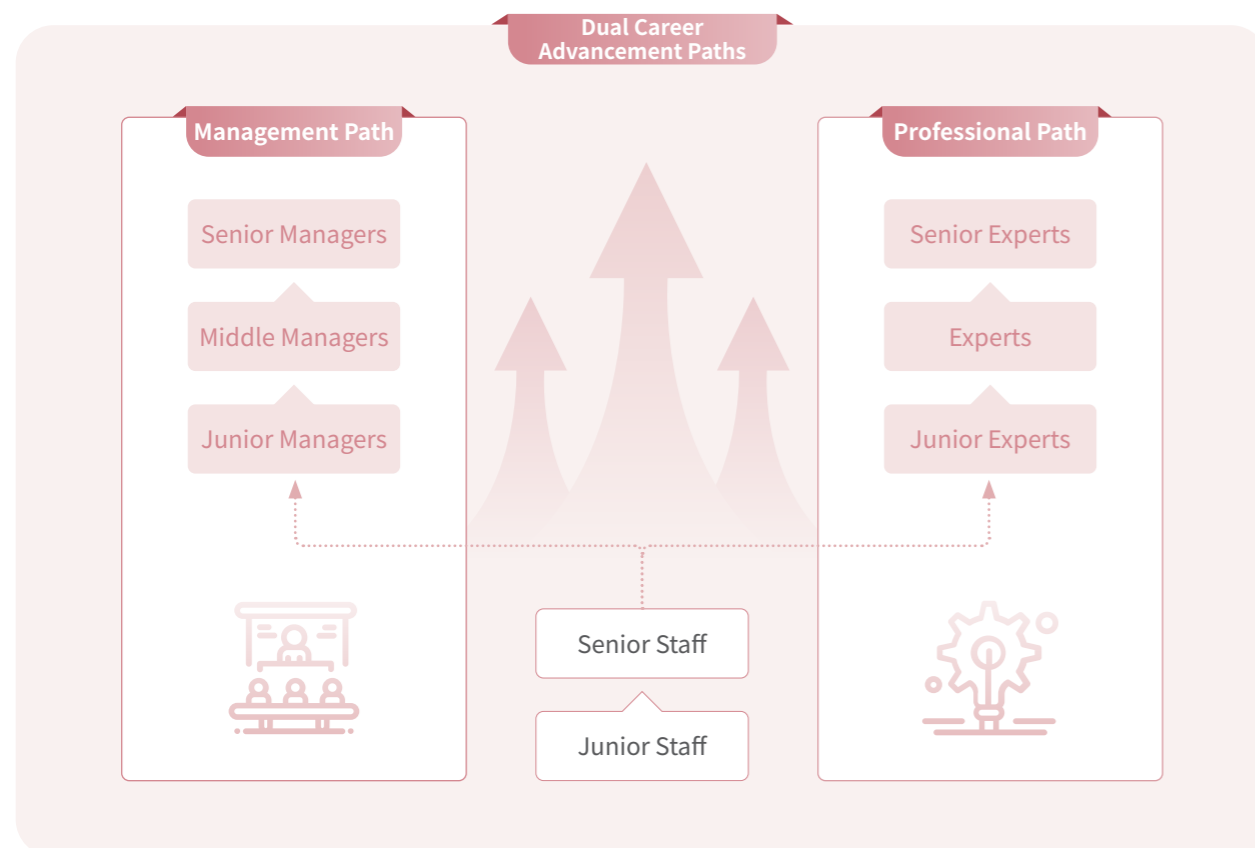 Dual Career
Advancement Paths
Management Path
Senior Managers
Middle Managers
Junior Managers
Professional Path
Senior Experts
Experts
Junior Experts
Senior Staff
Junior Staff